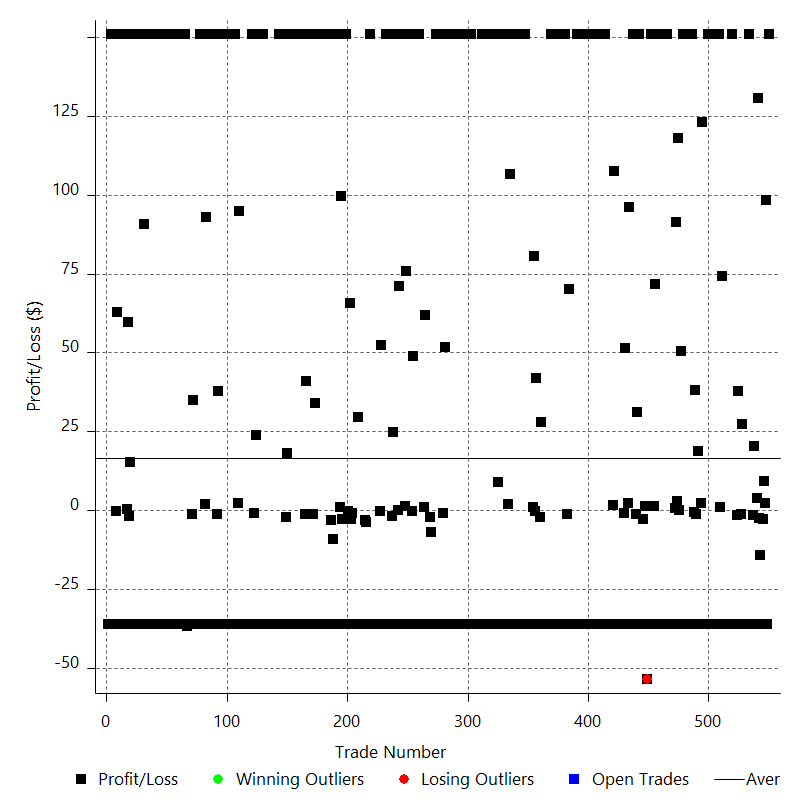 125
100
75
50
25
0
-25
-50
Profit/Loss ($)
0 100 200 300 400 500
Trade Number
Profit/Loss Winning Outliers Losing Outliers Open Trades Aver